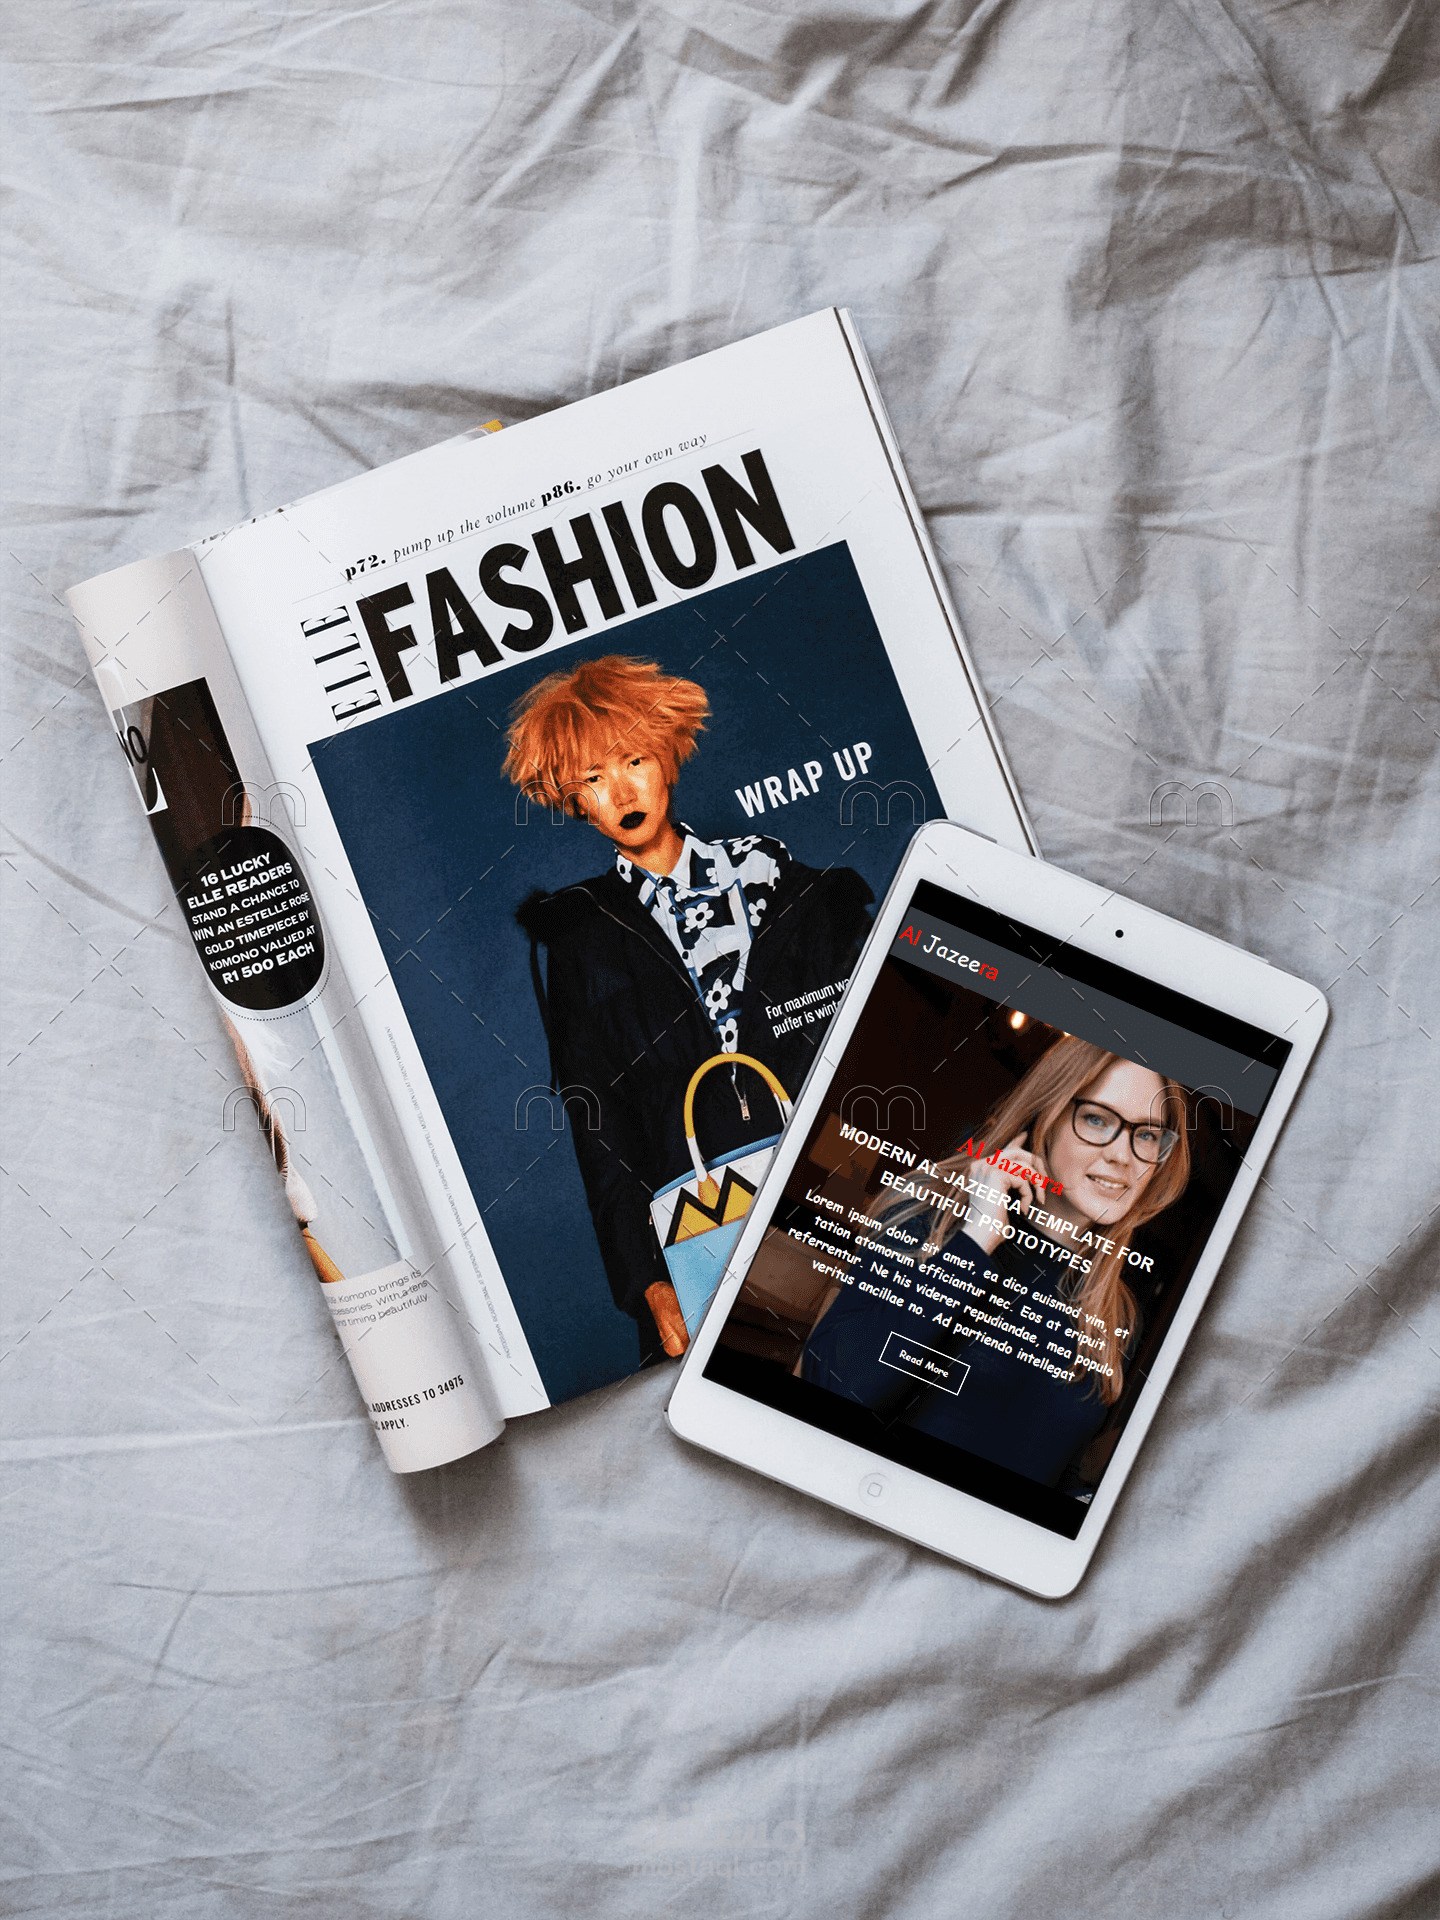 p72. pump up the volume p86. go your own way
ELLE
FASHION
WRAP UP
For maximum
puffer is
NO
16 LUCKY
ELLE READERS
STAND A CHANCE TO
WIN AN ESTELLE ROSE
GOLD TIMEPIECE BY
KOMONO VALUED AT
R1 500 EACH
Komono brings its
With a lens
timing beautifully
ADDRESSES TO 34975
APPLY.
Al Jazeera
Al Jazeera
MODERN AL JAZEERA TEMPLATE FOR
BEAUTIFUL PROTOTYPES
Lorem ipsum dolor sit amet, ea dico euismod vim, et
tation atomorum efficiantur nec. Eos at eripuit
referrentur. Ne his viderer repudiandae, mea populo
veritus ancillae no. Ad partiendo intellegat
Read More
mostaql.com